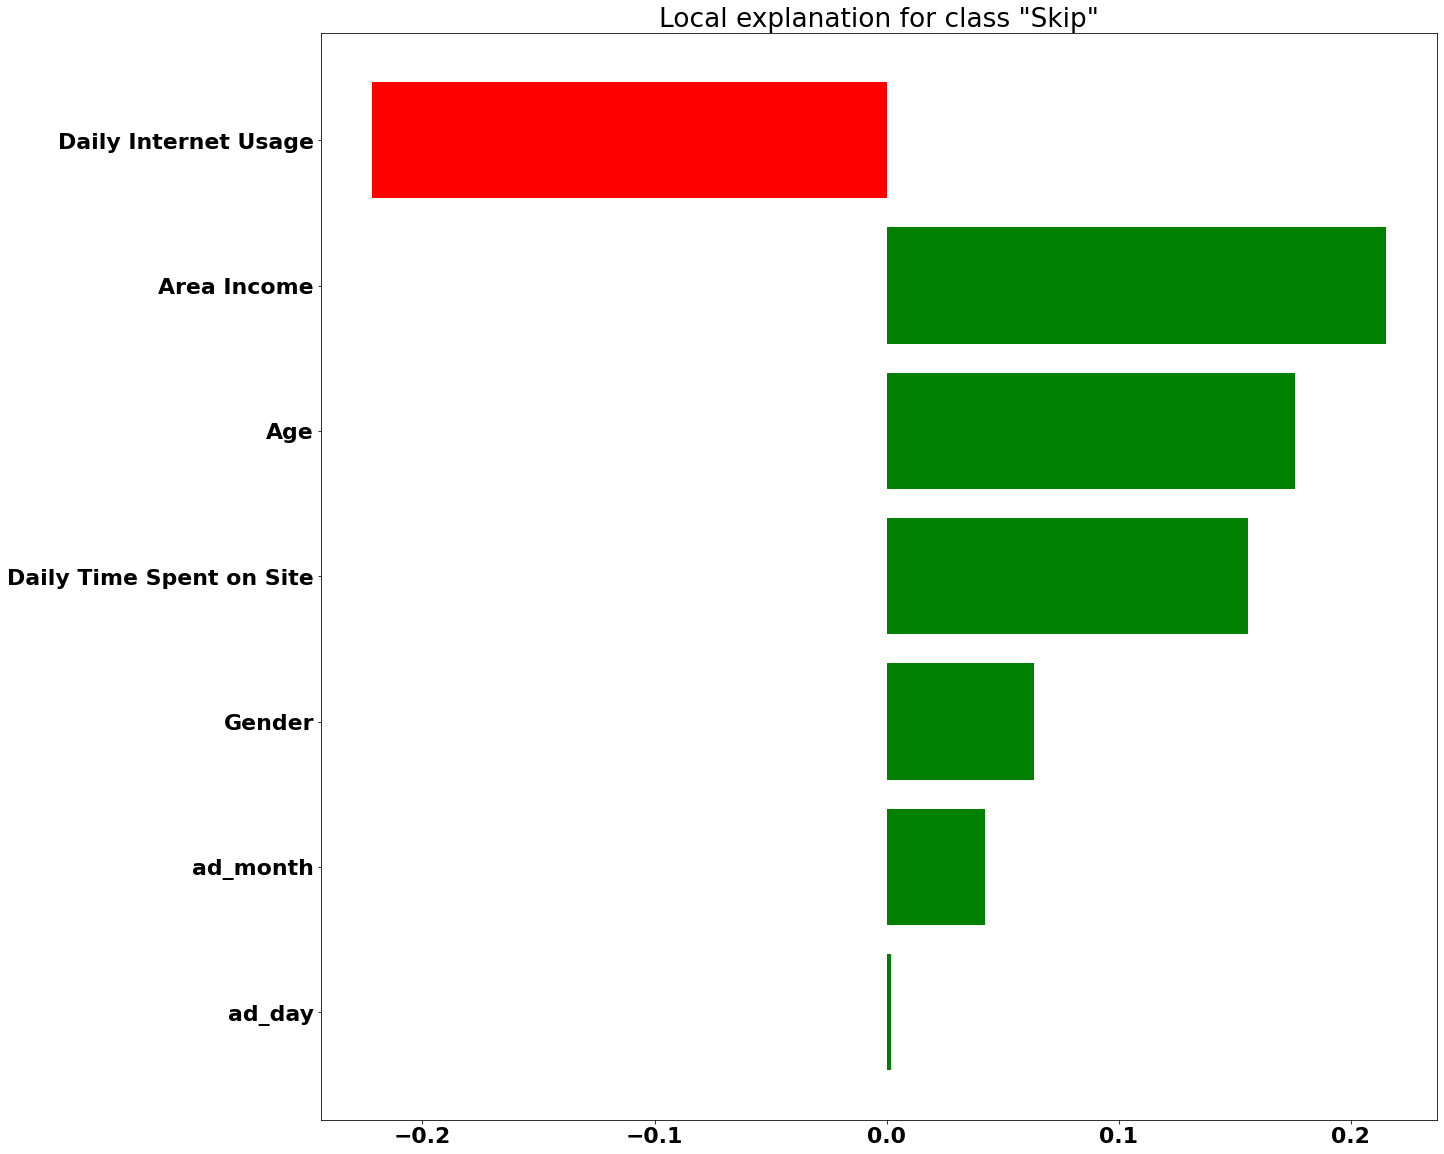 Local explanation for class "Skip"
Daily Internet Usage
Area Income
Age
Daily Time Spent on Site
Gender
ad_month
ad_day
−0.2 −0.1 0.0 0.1 0.2